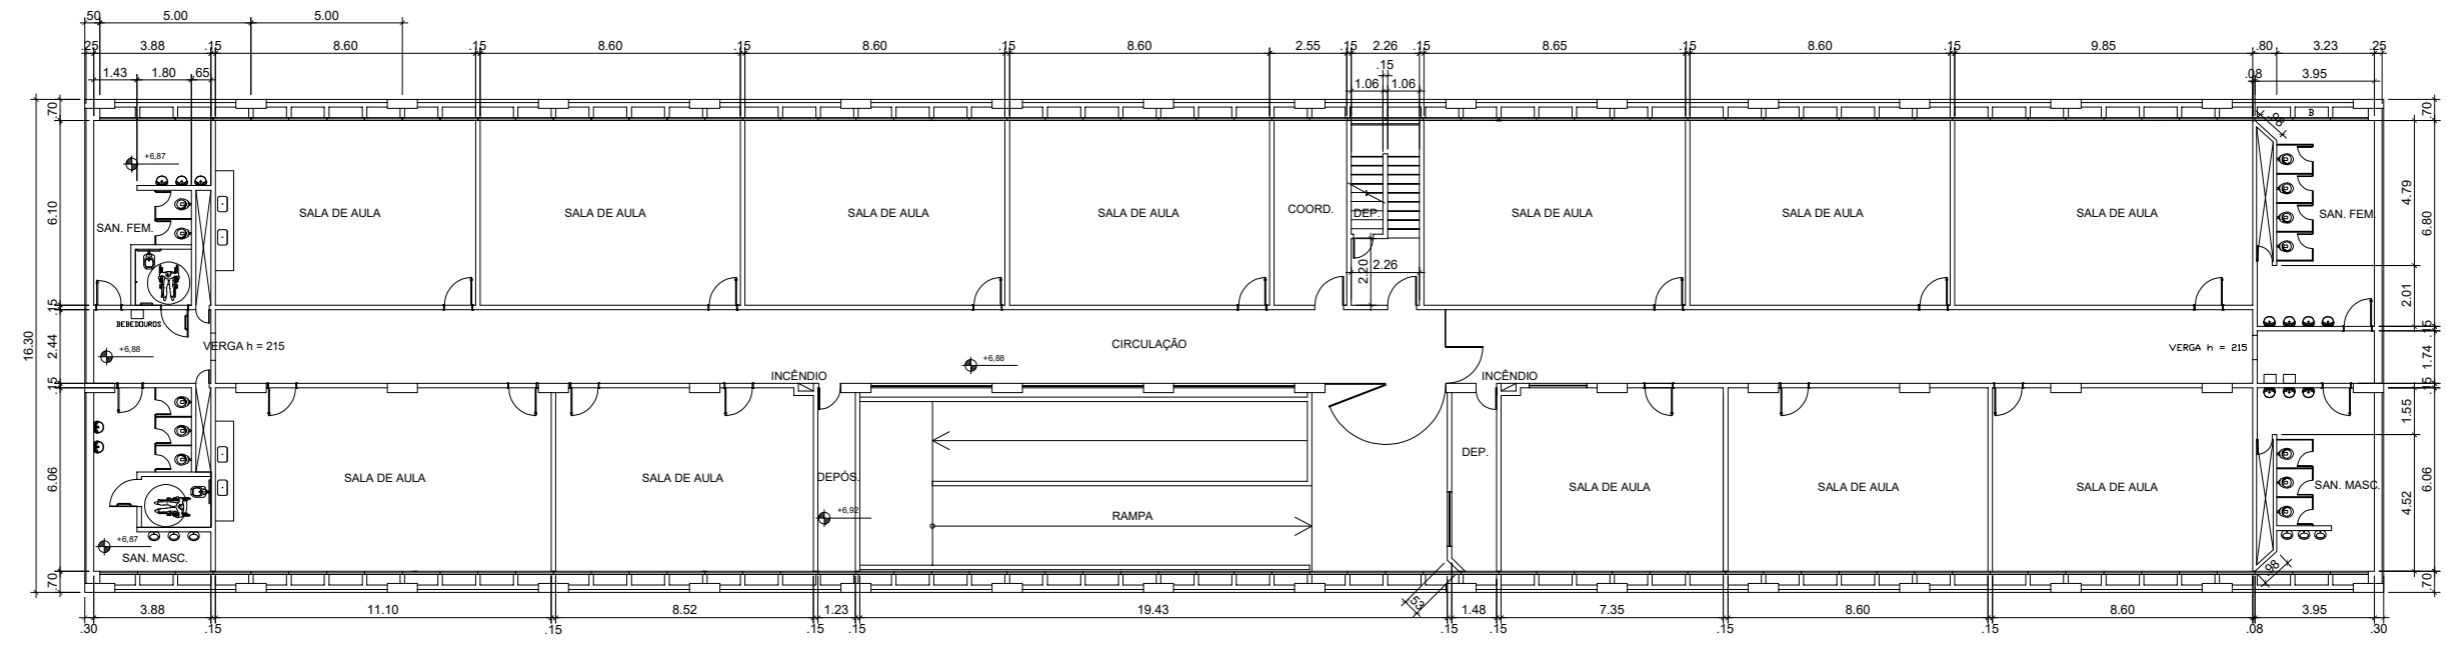 .50 5.00 5.00
.25 3.88 .15 8.60 .15 8.60 .15 8.60 .15 8.60 2.55 .15 2.26 .15 8.65 .15 8.60 .15 9.85 .80 3.23 .25
.15
1.43 1.80 .65 1.06 1.06 .08 3.95
.70 .70 B .70
.98
+6,87
4.79
6.10 SALA DE AULA SALA DE AULA SALA DE AULA SALA DE AULA COORD. DEP. SALA DE AULA SALA DE AULA SALA DE AULA SAN. FEM. 6.80
SAN. FEM.
2.20 2.26
2.01
.15
BEBEDOUROS
.15
16.30 2.44 VERGA h = 215 +6,88 CIRCULAÇÃO +6,88 VERGA h = 215 1.74
INCÊNDIO INCÊNDIO
.15 .15
1.55
6.06 SALA DE AULA SALA DE AULA DEPÓS. DEP. SALA DE AULA SALA DE AULA SALA DE AULA SAN. MASC. 6.06
4.52
+6,92 RAMPA
+6,87
SAN. MASC.
.98
.70 .70
.53
3.88 11.10 8.52 1.23 19.43 1.48 7.35 8.60 8.60 3.95
.30 .15 .15 .15 .15 .15 .15 .15 .15 .08 .30